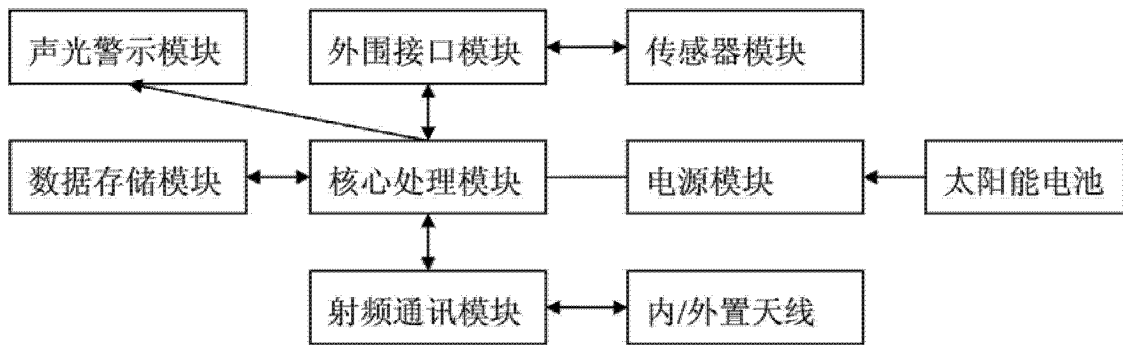 声光警示模块
外围接口模块
传感器模块
数据存储模块
核心处理模块
电源模块
太阳能电池
射频通讯模块
内/外置天线